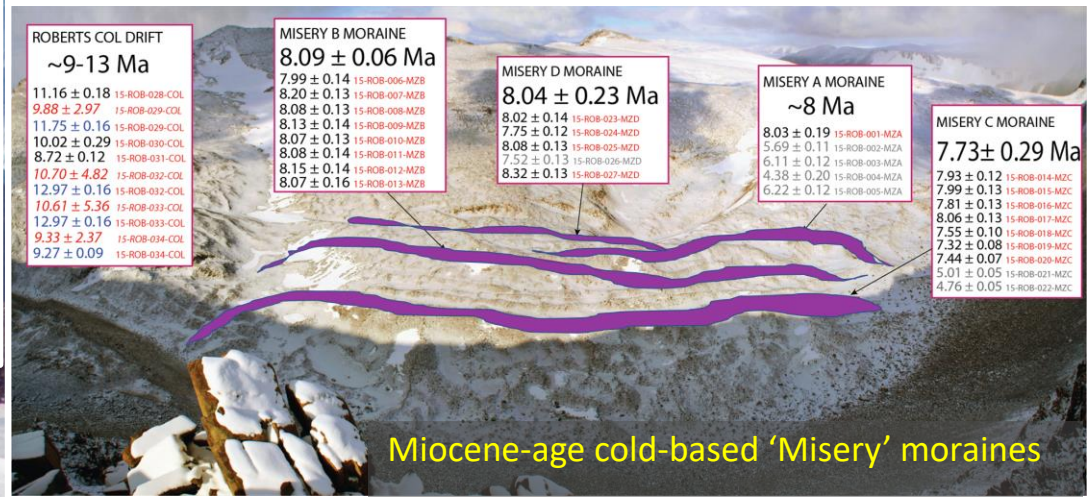 ROBERTS COL DRIFT
~9-13 Ma
11.16 ± 0.18 15-ROB-028-COL
9.88 ± 2.97 15-ROB-029-COL
11.75 ± 0.16 15-ROB-029-COL
10.02 ± 0.29 15-ROB-030-COL
8.72 ± 0.12 15-ROB-031-COL
10.70 ± 4.82 15-ROB-032-COL
12.97 ± 0.16 15-ROB-032-COL
10.61 ± 5.36 15-ROB-033-COL
12.97 ± 0.16 15-ROB-033-COL
9.33 ± 2.37 15-ROB-034-COL
9.27 ± 0.09 15-ROB-034-COL
MISERY B MORAINE
8.09 ± 0.06 Ma
7.99 ± 0.14 15-ROB-006-MZB
8.20 ± 0.13 15-ROB-007-MZB
8.08 ± 0.13 15-ROB-008-MZB
8.13 ± 0.14 15-ROB-009-MZB
8.07 ± 0.13 15-ROB-010-MZB
8.08 ± 0.14 15-ROB-011-MZB
8.15 ± 0.14 15-ROB-012-MZB
8.07 ± 0.16 15-ROB-013-MZB
MISERY D MORAINE
8.04 ± 0.23 Ma
8.02 ± 0.14 15-ROB-023-MZD
7.75 ± 0.12 15-ROB-024-MZD
8.08 ± 0.13 15-ROB-025-MZD
7.52 ± 0.13 15-ROB-026-MZD
8.32 ± 0.13 15-ROB-027-MZD
MISERY A MORAINE
~8 Ma
8.03 ± 0.19 15-ROB-001-MZA
5.69 ± 0.11 15-ROB-002-MZA
6.11 ± 0.12 15-ROB-003-MZA
4.38 ± 0.20 15-ROB-004-MZA
6.22 ± 0.12 15-ROB-005-MZA
MISERY C MORAINE
7.73± 0.29 Ma
7.93 ± 0.12 15-ROB-014-MZC
7.99 ± 0.13 15-ROB-015-MZC
7.81 ± 0.13 15-ROB-016-MZC
8.06 ± 0.13 15-ROB-017-MZC
7.55 ± 0.10 15-ROB-018-MZC
7.32 ± 0.08 15-ROB-019-MZC
7.44 ± 0.07 15-ROB-020-MZC
5.01 ± 0.05 15-ROB-021-MZC
4.76 ± 0.05 15-ROB-022-MZC
Miocene-age cold-based ‘Misery’ moraines